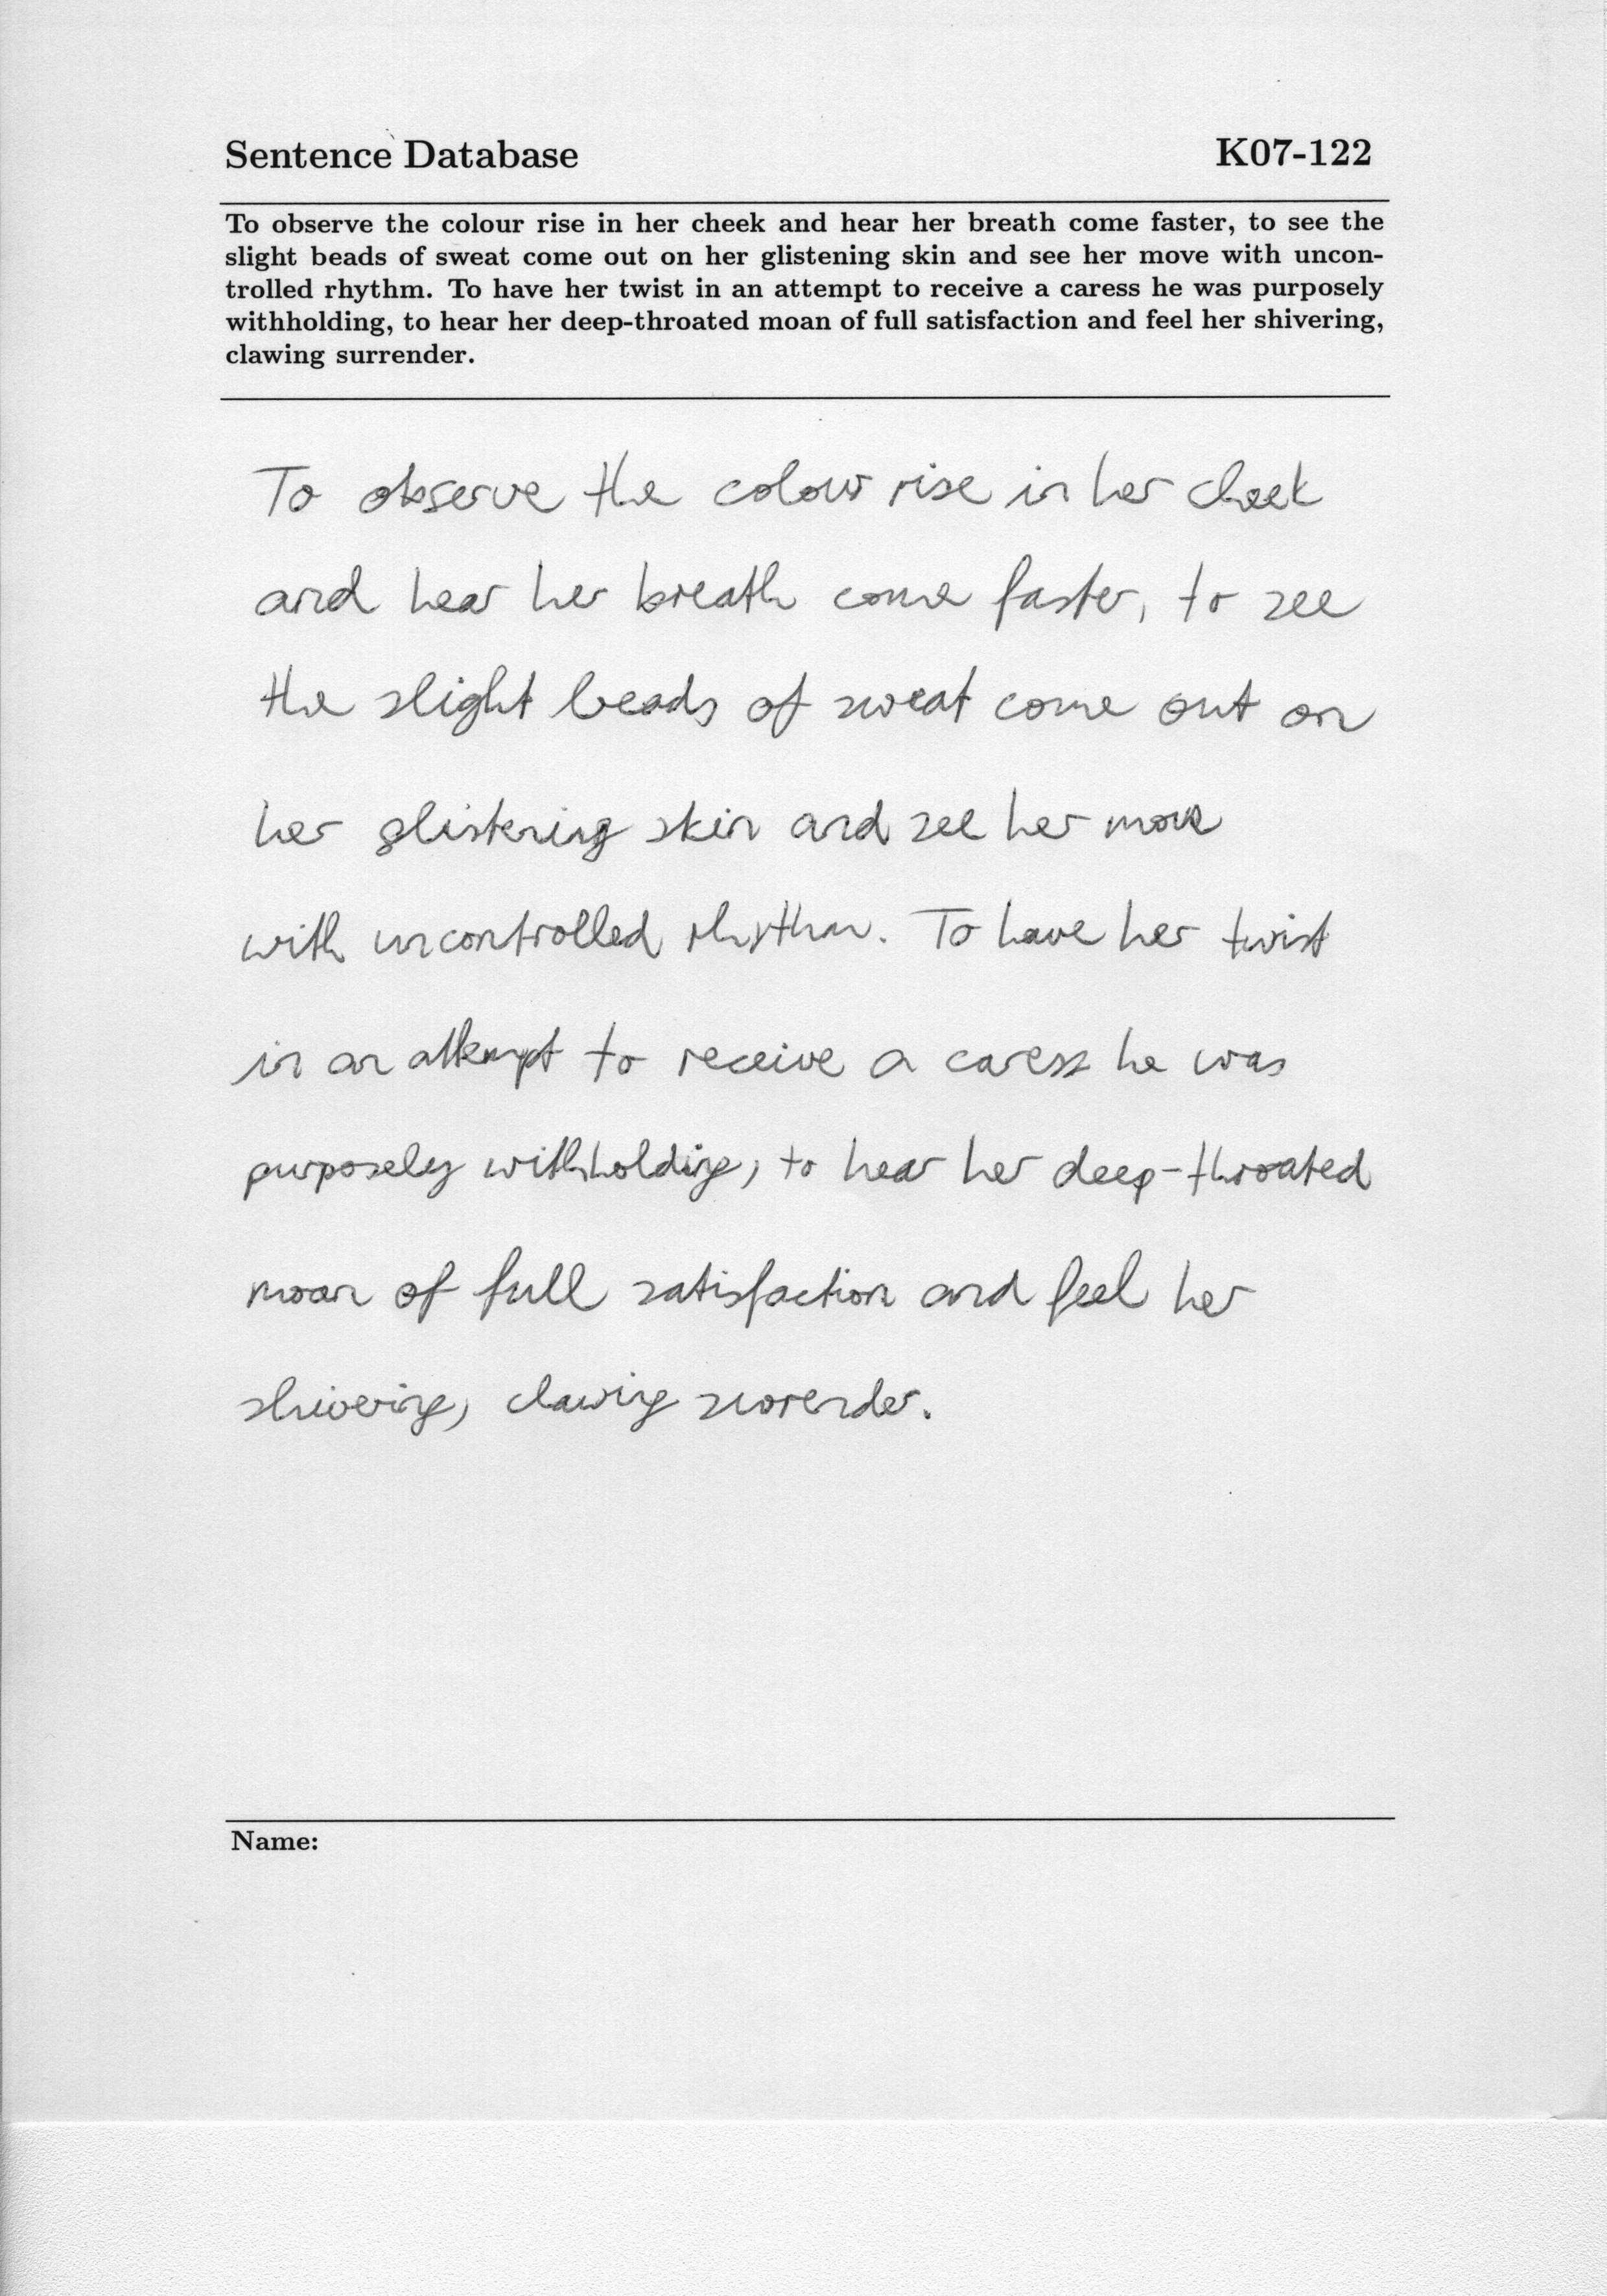 Sentence Database K07-122
To observe the colour rise in her cheek and hear her breath come faster, to see the
slight beads of sweat come out on her glistening skin and see her move with uncon-
trolled rhythm. To have her twist in an attempt to receive a caress he was purposely
withholding, to hear her deep-throated moan of full satisfaction and feel her shivering,
clawing surrender.
To observe the colour rise in her cheek
and hear her breath come faster, to see
the slight beads of sweat come out on
her glistening skin and see her move
with uncontrolled rhythm. To have her twist
in an attempt to receive a caress he was
purposely withholding, to hear her deep-throated
moan of full satisfaction and feel her
shivering, clawing surrender.
Name: